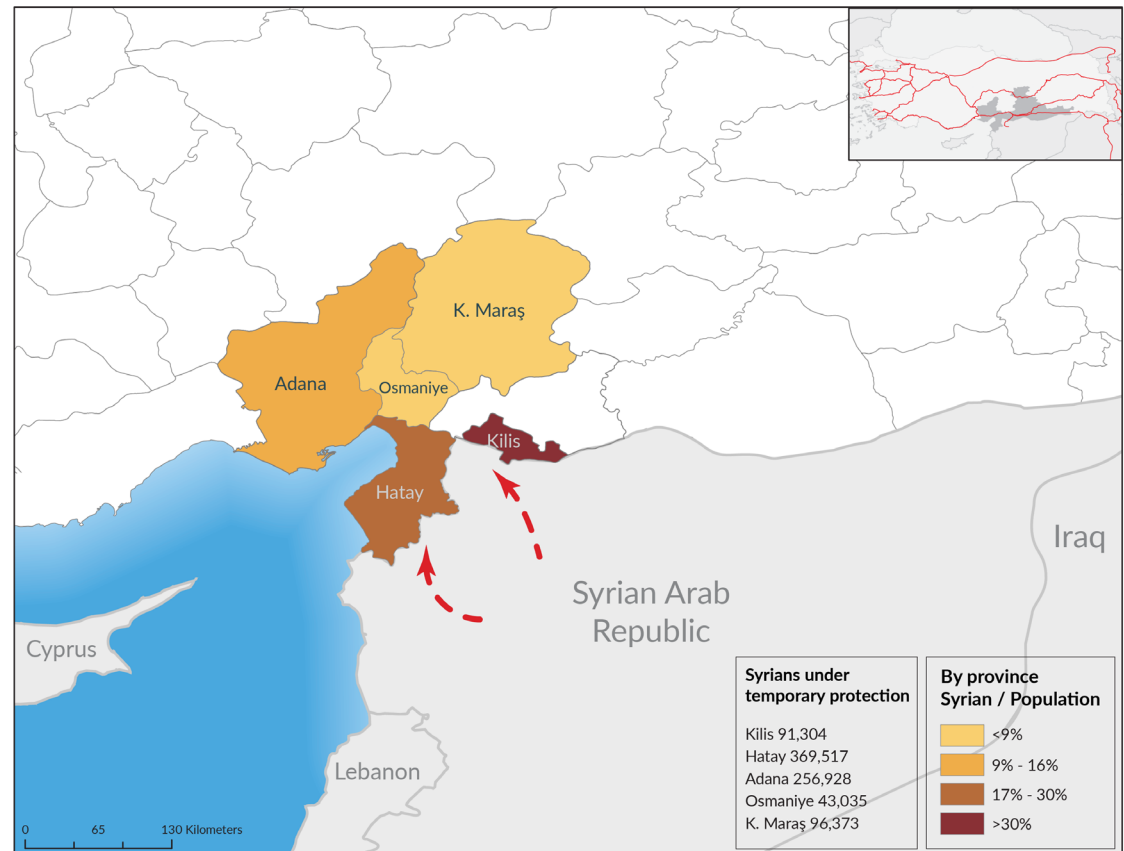 K. Maraş
Adana
Osmaniye
Kilis
Hatay
Iraq
Syrian Arab
Republic
Cyprus
Lebanon
0 65 130 Kilometers
Syrians under
temporary protection
Kilis 91,304
Hatay 369,517
Adana 256,928
Osmaniye 43,035
K. Maraş 96,373
By province
Syrian / Population
<9%
9% - 16%
17% - 30%
>30%